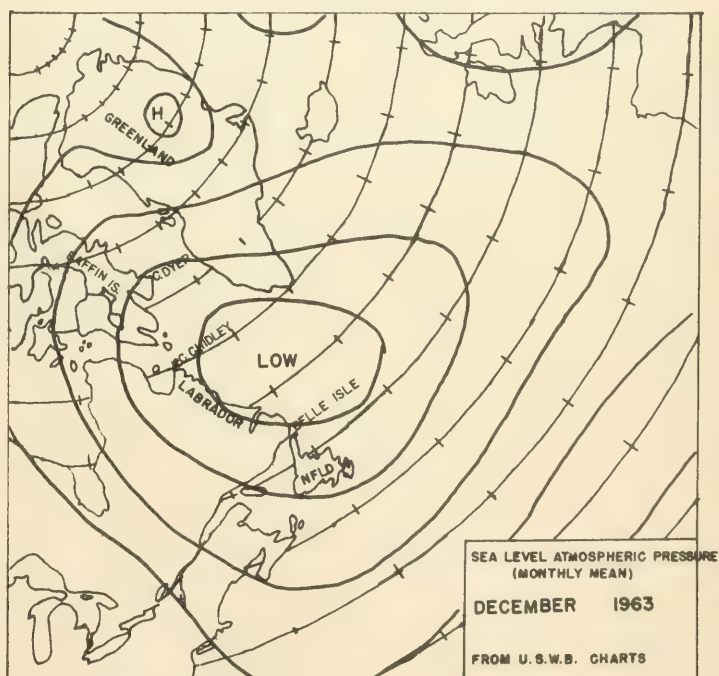 H
GREENLAND
BAFFIN IS.
C. DYER
C. CHIDLEY
LOW
LABRADOR
BELLE ISLE
NFLD
SEA LEVEL ATMOSPHERIC PRESSURE
(MONTHLY MEAN)
DECEMBER 1963
FROM U.S.W.B. CHARTS